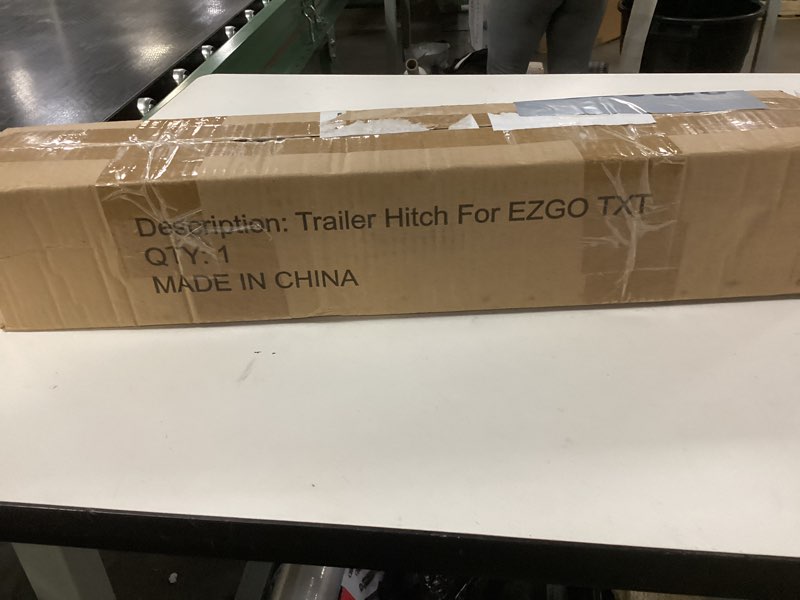 Description: Trailer Hitch For EZGO TXT
QTY: 1
MADE IN CHINA